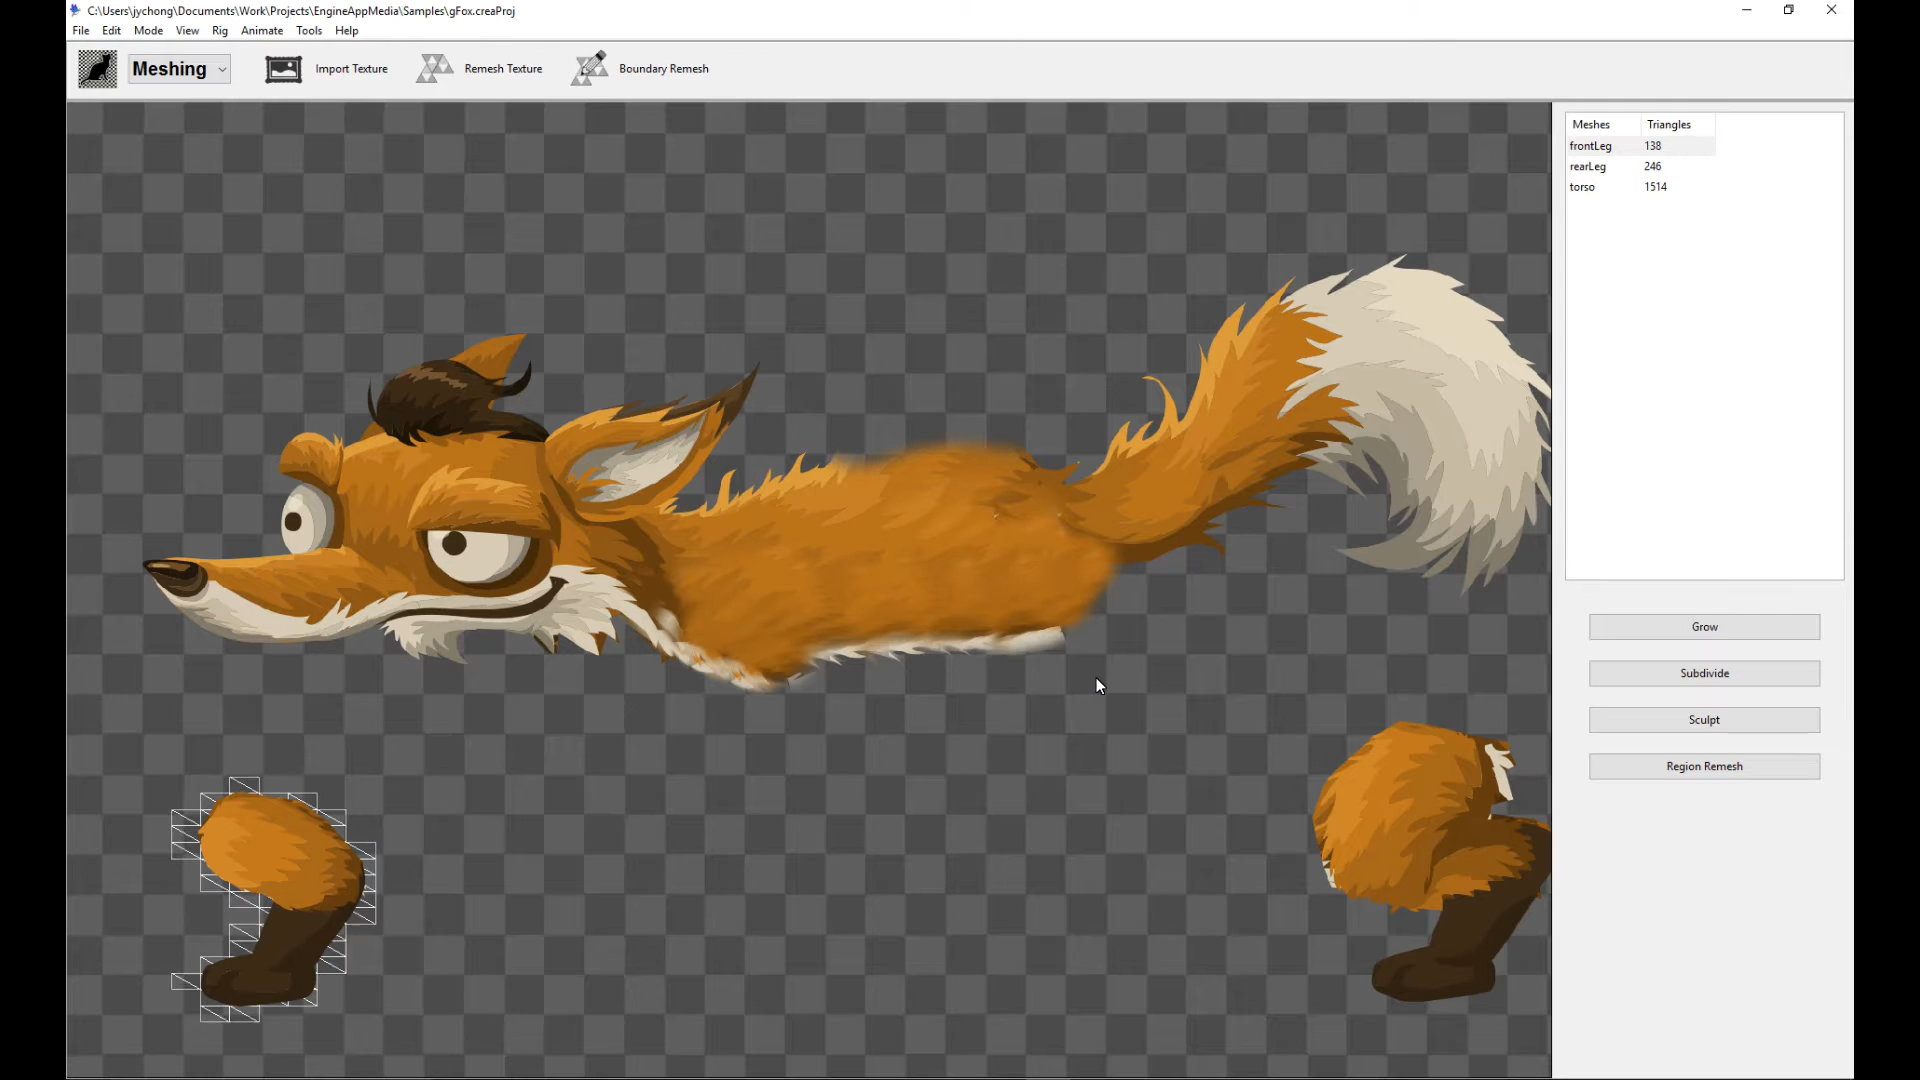 C:\Users\jychong\Documents\Work\Projects\EngineAppMedia\Samples\gFox.creaProj
File Edit Mode View Rig Animate Tools Help
Meshing Import Texture Remesh Texture Boundary Remesh
Meshes Triangles
frontLeg 138
rearLeg 246
torso 1514
Grow
Subdivide
Sculpt
Region Remesh